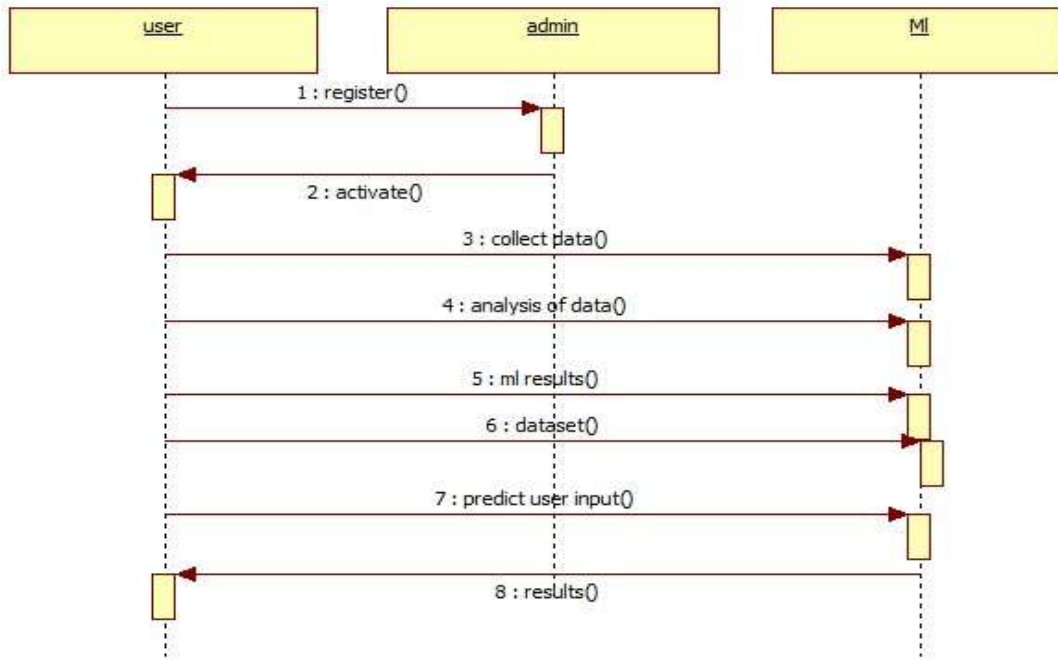 user
admin
Ml
1 : register()
2 : activate()
3 : collect data()
4 : analysis of data()
5 : ml results()
6 : dataset()
7 : predict user input()
8 : results()